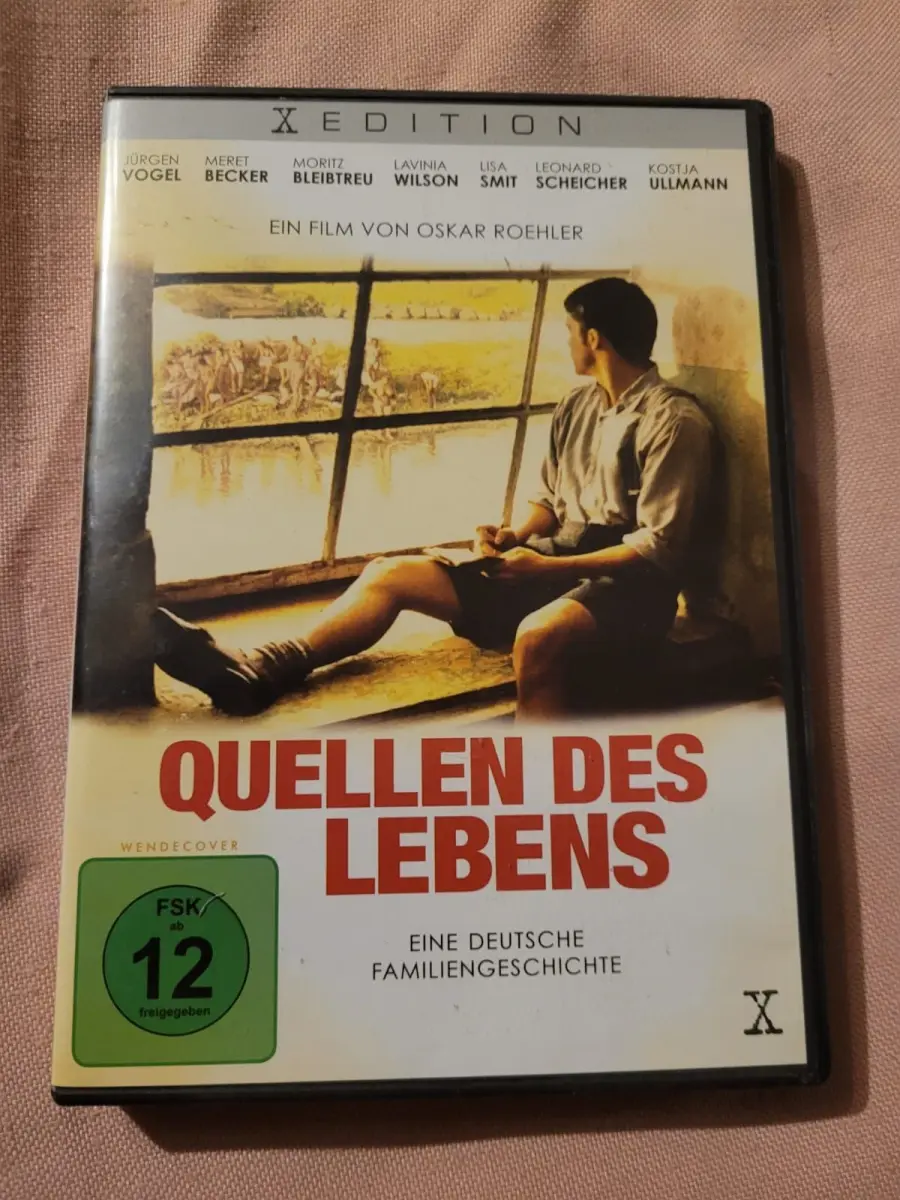 X EDITION
JÜRGEN VOGEL MERET BECKER MORITZ BLEIBTREU LAVINIA WILSON LISA SMIT LEONARD SCHEICHER KOSTJA ULLMANN
EIN FILM VON OSKAR ROEHLER
QUELLEN DES
LEBENS
WENDECOVER
FSK
ab
12
freigegeben
EINE DEUTSCHE
FAMILIENGESCHICHTE
X